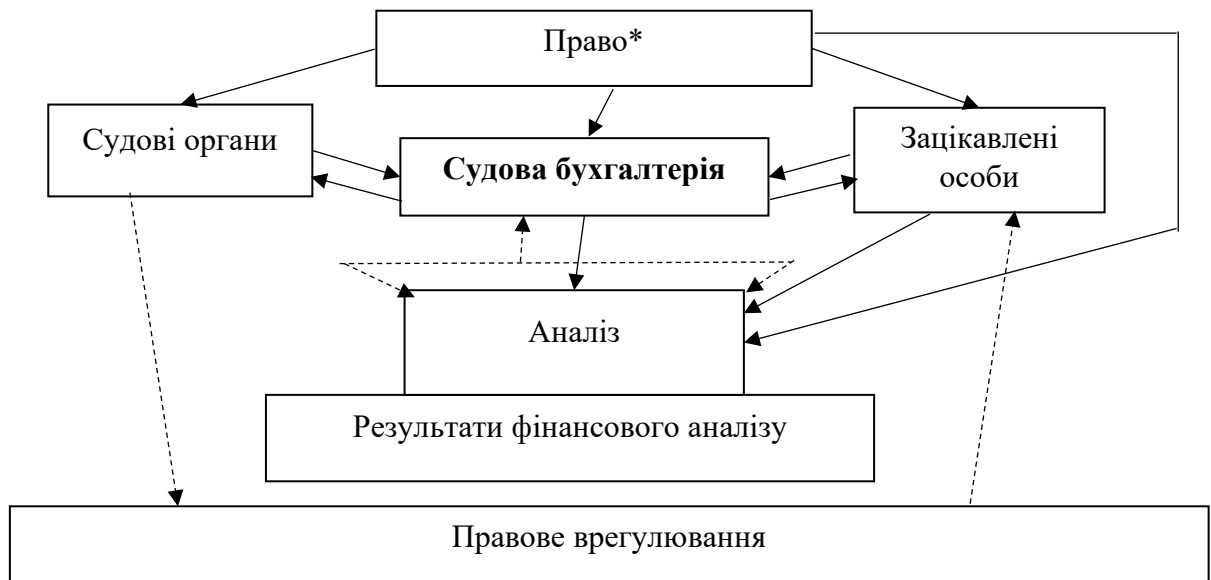 Право*
Судові органи
Судова бухгалтерія
Зацікавлені
особи
Аналіз
Результати фінансового аналізу
Правове врегулювання